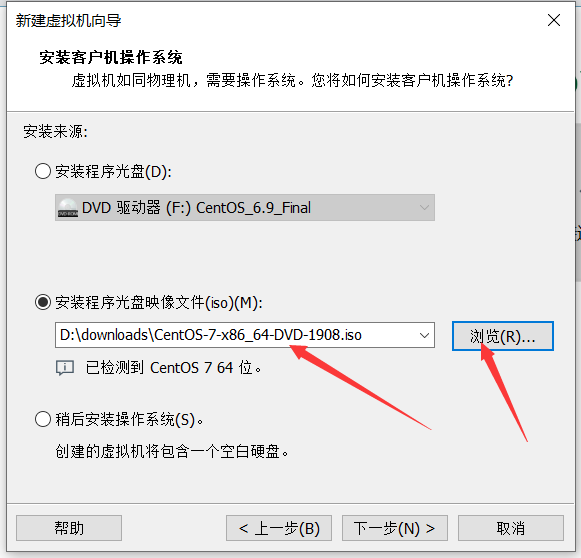 新建虚拟机向导
安装客户机操作系统
虚拟机如同物理机，需要操作系统。您将如何安装客户机操作系统?
安装来源:
安装程序光盘(D):
DVD 驱动器 (F:) CentOS_6.9_Final
安装程序光盘映像文件(iso)(M):
D:\downloads\CentOS-7-x86_64-DVD-1908.iso
浏览(R)...
已检测到 CentOS 7 64 位。
稍后安装操作系统(S)。
创建的虚拟机将包含一个空白硬盘。
帮助
< 上一步(B)
下一步(N) >
取消